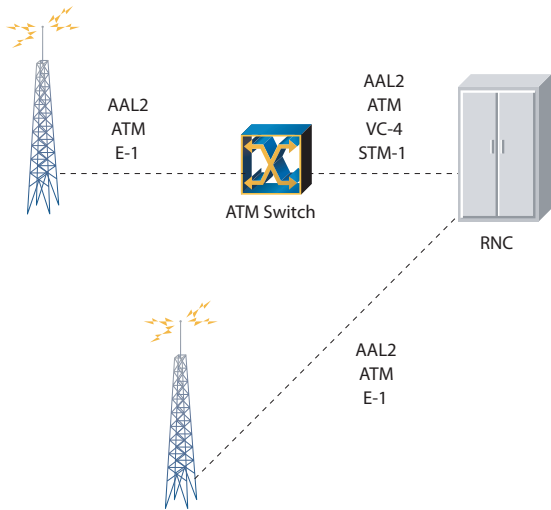 AAL2
ATM
E-1
AAL2
ATM
VC-4
STM-1
ATM Switch
RNC
AAL2
ATM
E-1